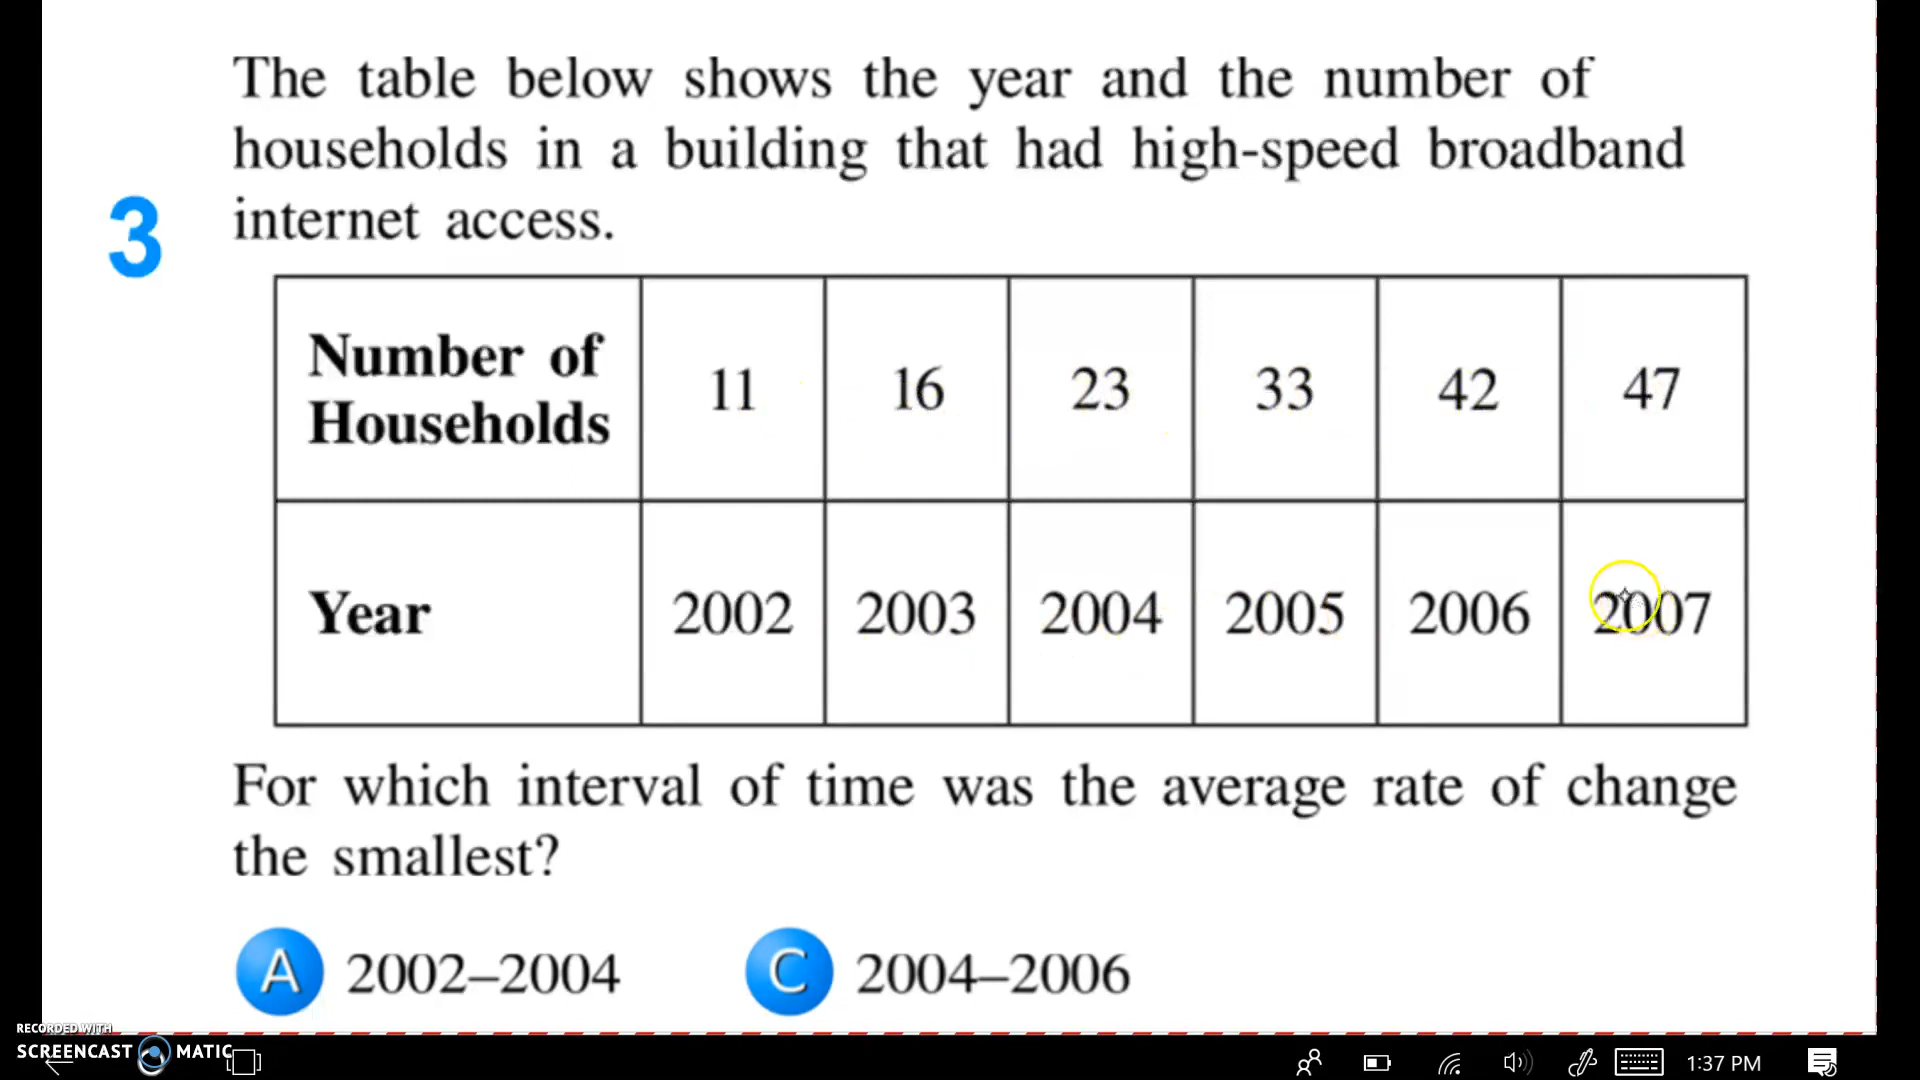 The table below shows the year and the number of
households in a building that had high-speed broadband
internet access.
3
Number of
Households 11 16 23 33 42 47
Year 2002 2003 2004 2005 2006 2007
For which interval of time was the average rate of change
the smallest?
A 2002–2004 C 2004–2006
RECORDED WITH
SCREENCAST MATIC
1:37 PM